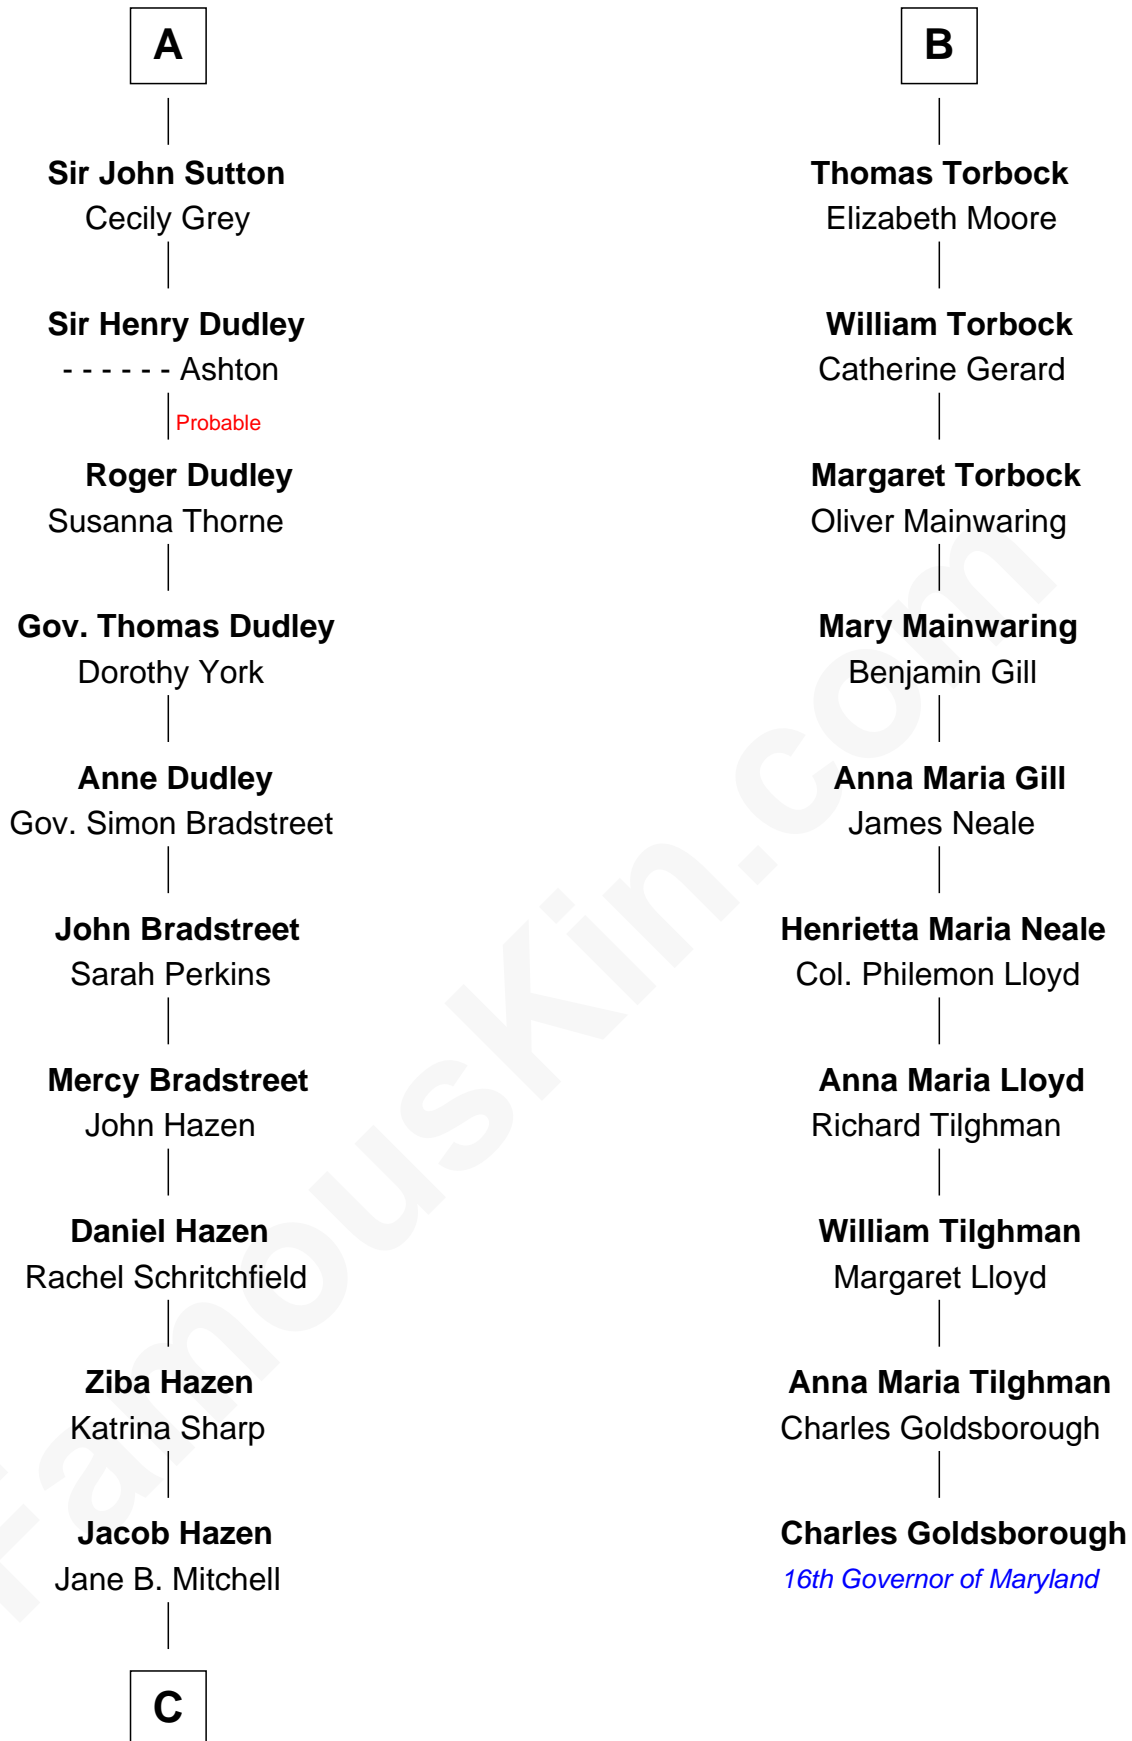 A
Sir John Sutton
Cecily Grey
Sir Henry Dudley
- - - - - - Ashton
Probable
Roger Dudley
Susanna Thorne
Gov. Thomas Dudley
Dorothy York
Anne Dudley
Gov. Simon Bradstreet
John Bradstreet
Sarah Perkins
Mercy Bradstreet
John Hazen
Daniel Hazen
Rachel Schritchfield
Ziba Hazen
Katrina Sharp
Jacob Hazen
Jane B. Mitchell
C
B
Thomas Torbock
Elizabeth Moore
William Torbock
Catherine Gerard
Margaret Torbock
Oliver Mainwaring
Mary Mainwaring
Benjamin Gill
Anna Maria Gill
James Neale
Henrietta Maria Neale
Col. Philemon Lloyd
Anna Maria Lloyd
Richard Tilghman
William Tilghman
Margaret Lloyd
Anna Maria Tilghman
Charles Goldsborough
Charles Goldsborough
16th Governor of Maryland
FamousKin.com